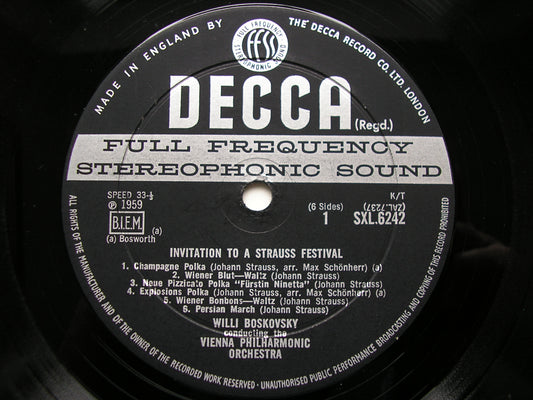 MADE IN ENGLAND BY
THE DECCA RECORD CO. LTD. LONDON
FULL FREQUENCY
ffss
STEREOPHONIC SOUND
DECCA (Regd.)
FULL FREQUENCY
STEREOPHONIC SOUND
SPEED 33⅓
K/T
℗ 1959
(6 Sides)
(ZAL.7237)
B.I.E.M
1
SXL.6242
(a)
(a) Bosworth
INVITATION TO A STRAUSS FESTIVAL
1. Champagne Polka (Johann Strauss, arr. Max Schönherr) (a)
2. Wiener Blut—Waltz (Johann Strauss)
3. Neue Pizzicato Polka "Fürstin Ninetta" (Johann Strauss)
4. Explosions Polka (Johann Strauss, arr. Max Schönherr) (a)
5. Wiener Bonbons—Waltz (Johann Strauss)
6. Persian March (Johann Strauss)
WILLI BOSKOVSKY
conducting the
VIENNA PHILHARMONIC
ORCHESTRA
ALL RIGHTS OF THE MANUFACTURER AND OF THE OWNER OF THE RECORDED WORK RESERVED · UNAUTHORISED PUBLIC PERFORMANCE BROADCASTING AND COPYING OF THIS RECORD PROHIBITED